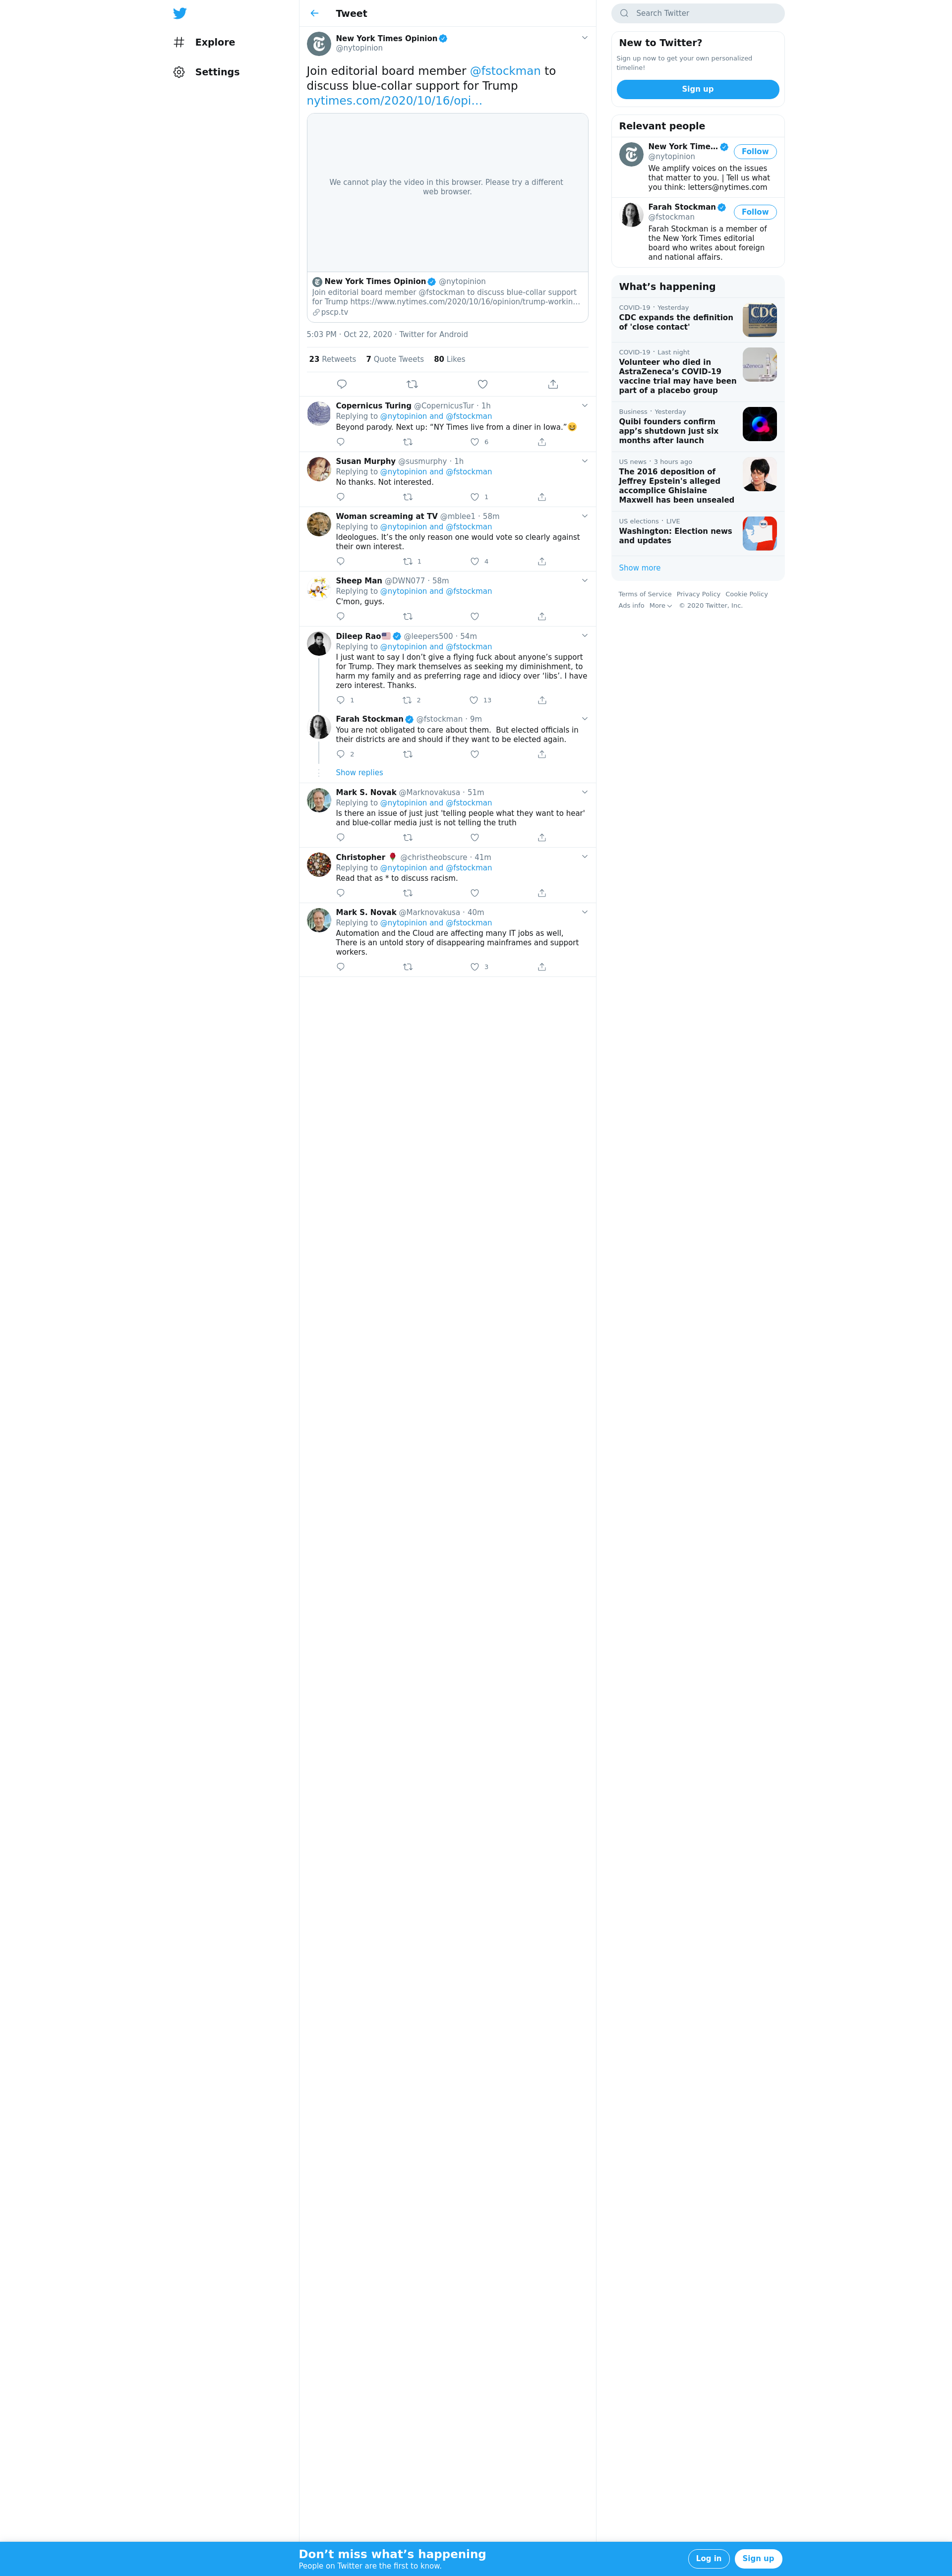 Explore
Settings
Tweet
New York Times Opinion
@nytopinion
Join editorial board member @fstockman to
discuss blue-collar support for Trump
nytimes.com/2020/10/16/opi…
We cannot play the video in this browser. Please try a different
web browser.
New York Times Opinion @nytopinion
Join editorial board member @fstockman to discuss blue-collar support
for Trump https://www.nytimes.com/2020/10/16/opinion/trump-workin…
pscp.tv
5:03 PM · Oct 22, 2020 · Twitter for Android
23 Retweets 7 Quote Tweets 80 Likes
Copernicus Turing @CopernicusTur · 1h
Replying to @nytopinion and @fstockman
Beyond parody. Next up: “NY Times live from a diner in Iowa.”😆
6
Susan Murphy @susmurphy · 1h
Replying to @nytopinion and @fstockman
No thanks. Not interested.
1
Woman screaming at TV @mblee1 · 58m
Replying to @nytopinion and @fstockman
Ideologues. It’s the only reason one would vote so clearly against
their own interest.
1 4
Sheep Man @DWN077 · 58m
Replying to @nytopinion and @fstockman
C'mon, guys.
Dileep Rao🇺🇸 @leepers500 · 54m
Replying to @nytopinion and @fstockman
I just want to say I don’t give a flying fuck about anyone’s support
for Trump. They mark themselves as seeking my diminishment, to
harm my family and as preferring rage and idiocy over ‘libs’. I have
zero interest. Thanks.
1 2 13
Farah Stockman @fstockman · 9m
You are not obligated to care about them.  But elected officials in
their districts are and should if they want to be elected again.
2
Show replies
Mark S. Novak @Marknovakusa · 51m
Replying to @nytopinion and @fstockman
Is there an issue of just just 'telling people what they want to hear'
and blue-collar media just is not telling the truth
Christopher 🌹 @christheobscure · 41m
Replying to @nytopinion and @fstockman
Read that as * to discuss racism.
Mark S. Novak @Marknovakusa · 40m
Replying to @nytopinion and @fstockman
Automation and the Cloud are affecting many IT jobs as well,
There is an untold story of disappearing mainframes and support
workers.
3
Search Twitter
New to Twitter?
Sign up now to get your own personalized
timeline!
Sign up
Relevant people
New York Time…
@nytopinion
Follow
We amplify voices on the issues
that matter to you. | Tell us what
you think: letters@nytimes.com
Farah Stockman
@fstockman
Follow
Farah Stockman is a member of
the New York Times editorial
board who writes about foreign
and national affairs.
What’s happening
COVID-19 · Yesterday
CDC expands the definition
of 'close contact'
CDC
COVID-19 · Last night
Volunteer who died in
AstraZeneca’s COVID-19
vaccine trial may have been
part of a placebo group
Business · Yesterday
Quibi founders confirm
app’s shutdown just six
months after launch
US news · 3 hours ago
The 2016 deposition of
Jeffrey Epstein's alleged
accomplice Ghislaine
Maxwell has been unsealed
US elections · LIVE
Washington: Election news
and updates
Show more
Terms of Service Privacy Policy Cookie Policy
Ads info More © 2020 Twitter, Inc.
Don’t miss what’s happening
People on Twitter are the first to know.
Log in
Sign up